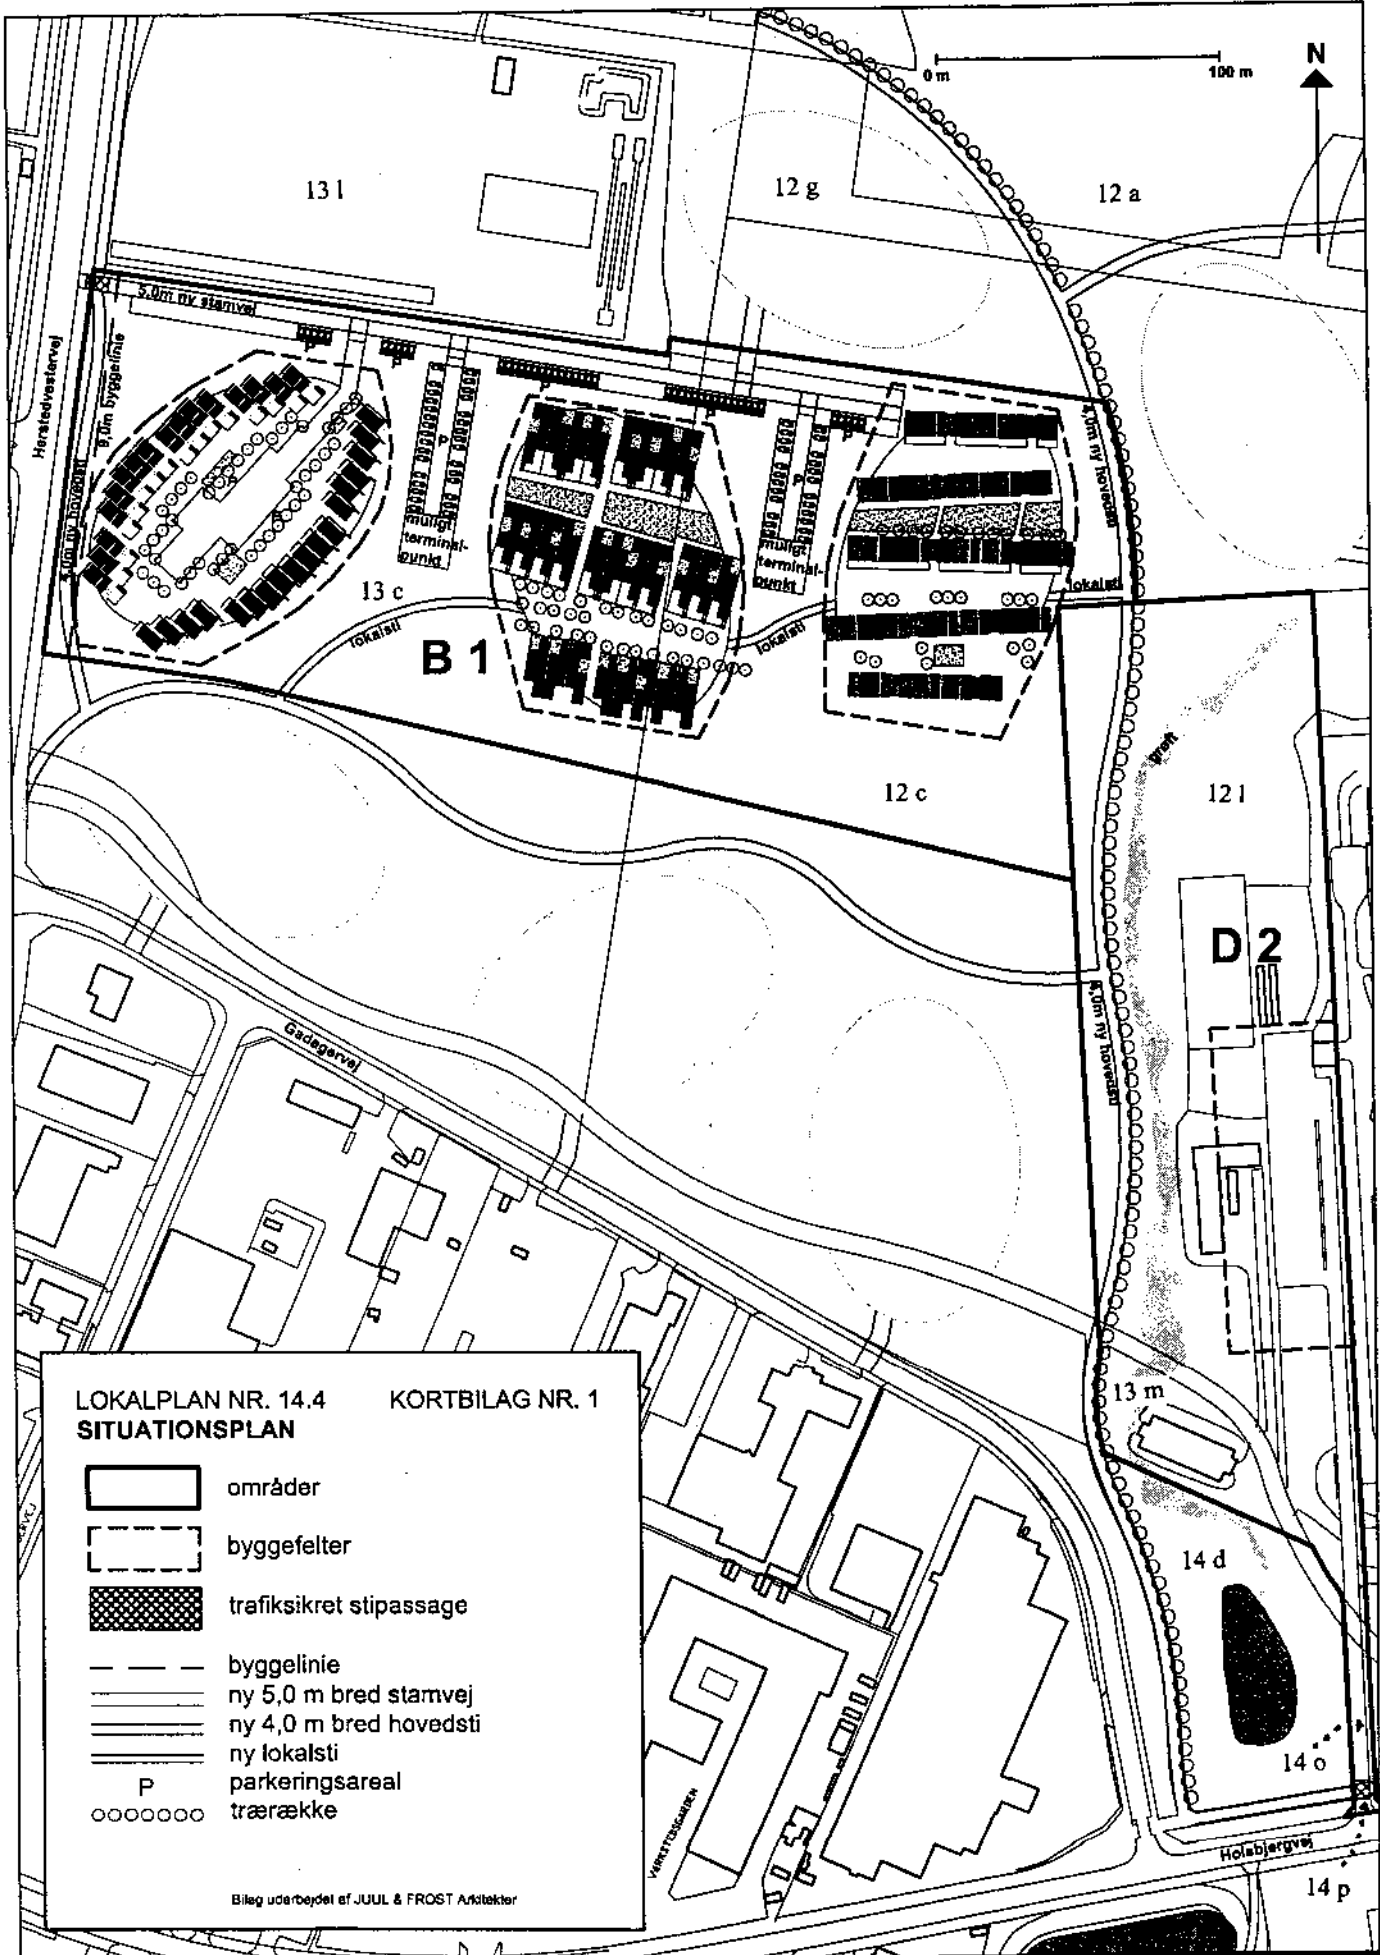 N
0 m
100 m
13 l
12 g
12 a
5.0m ny stamvej
Herstedvestervej
9,0m byggelinie
4.0m ny hovedsti
P
P
P
P
P
P
P
muligt
terminal-
punkt
muligt
terminal-
punkt
4,0m ny hovedsti
lokalsti
13 c
lokalsti
B 1
lokalsti
grøft
12 c
12 l
D 2
4,0m ny hovedsti
Gadagervej
13 m
14 d
14 o
Holsbjergvej
14 p
VÆRKSTEDSGÅRDEN
LOKALPLAN NR. 14.4 KORTBILAG NR. 1
SITUATIONSPLAN
områder
byggefelter
trafiksikret stipassage
byggelinie
ny 5,0 m bred stamvej
ny 4,0 m bred hovedsti
ny lokalsti
P parkeringsareal
trærække
Bilag udarbejdet af JUUL & FROST Arkitekter